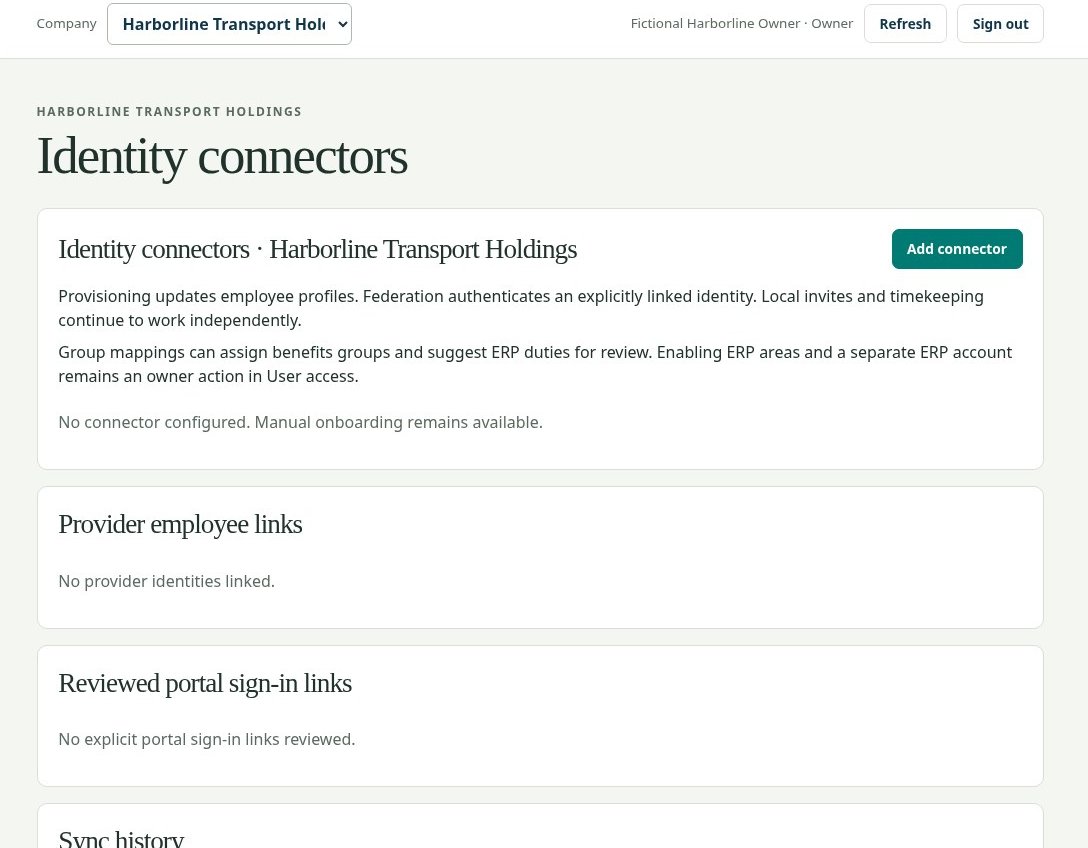 Company
Harborline Transport Hol
Fictional Harborline Owner · Owner
Refresh
Sign out
HARBORLINE TRANSPORT HOLDINGS
Identity connectors
Identity connectors · Harborline Transport Holdings
Add connector
Provisioning updates employee profiles. Federation authenticates an explicitly linked identity. Local invites and timekeeping
continue to work independently.
Group mappings can assign benefits groups and suggest ERP duties for review. Enabling ERP areas and a separate ERP account
remains an owner action in User access.
No connector configured. Manual onboarding remains available.
Provider employee links
No provider identities linked.
Reviewed portal sign-in links
No explicit portal sign-in links reviewed.
Sync history